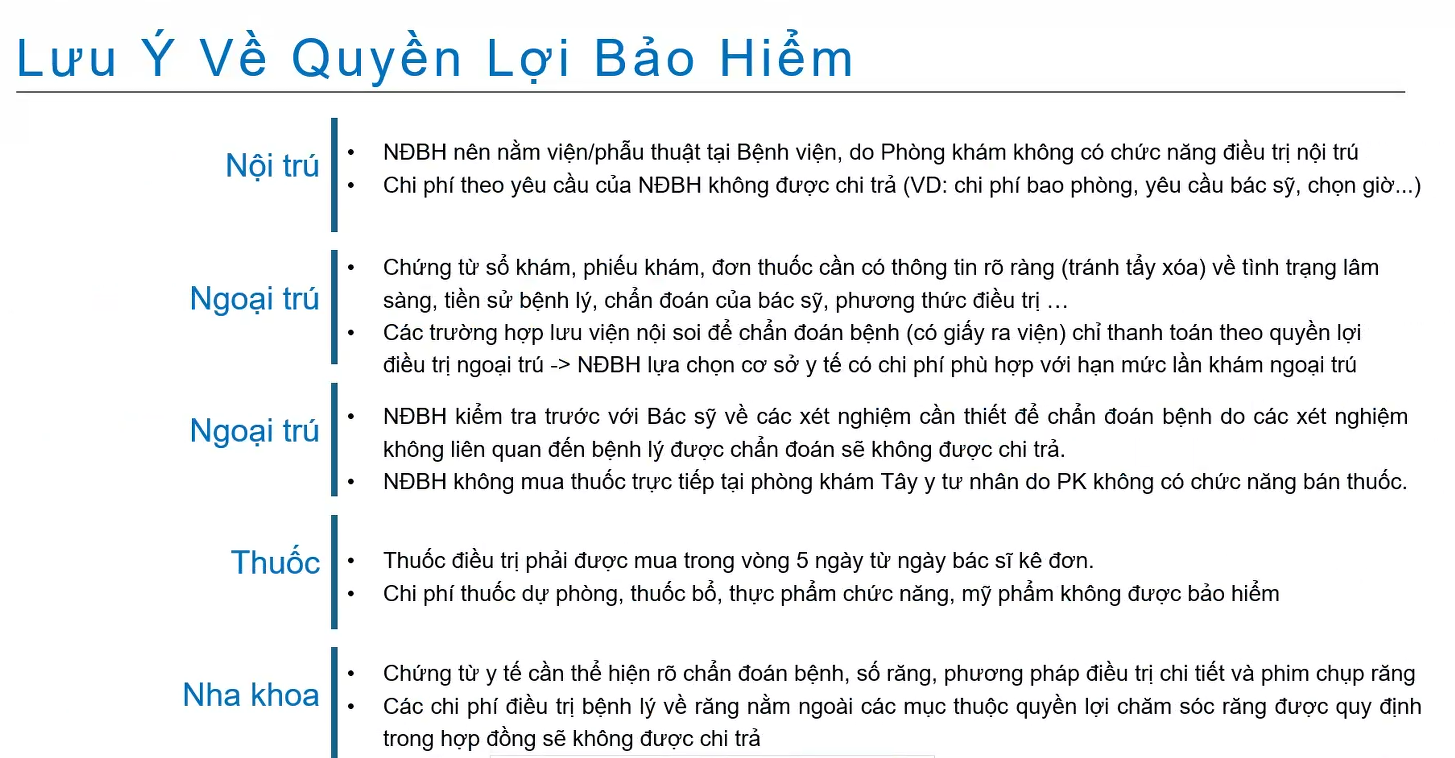 Lưu Ý Về Quyền Lợi Bảo Hiểm
Nội trú
• NĐBH nên nằm viện/phẫu thuật tại Bệnh viện, do Phòng khám không có chức năng điều trị nội trú
• Chi phí theo yêu cầu của NĐBH không được chi trả (VD: chi phí bao phòng, yêu cầu bác sỹ, chọn giờ...)
Ngoại trú
• Chứng từ sổ khám, phiếu khám, đơn thuốc cần có thông tin rõ ràng (tránh tẩy xóa) về tình trạng lâm
sàng, tiền sử bệnh lý, chẩn đoán của bác sỹ, phương thức điều trị …
• Các trường hợp lưu viện nội soi để chẩn đoán bệnh (có giấy ra viện) chỉ thanh toán theo quyền lợi
điều trị ngoại trú -> NĐBH lựa chọn cơ sở y tế có chi phí phù hợp với hạn mức lần khám ngoại trú
Ngoại trú
• NĐBH kiểm tra trước với Bác sỹ về các xét nghiệm cần thiết để chẩn đoán bệnh do các xét nghiệm
không liên quan đến bệnh lý được chẩn đoán sẽ không được chi trả.
• NĐBH không mua thuốc trực tiếp tại phòng khám Tây y tư nhân do PK không có chức năng bán thuốc.
Thuốc
• Thuốc điều trị phải được mua trong vòng 5 ngày từ ngày bác sĩ kê đơn.
• Chi phí thuốc dự phòng, thuốc bổ, thực phẩm chức năng, mỹ phẩm không được bảo hiểm
Nha khoa
• Chứng từ y tế cần thể hiện rõ chẩn đoán bệnh, số răng, phương pháp điều trị chi tiết và phim chụp răng
• Các chi phí điều trị bệnh lý về răng nằm ngoài các mục thuộc quyền lợi chăm sóc răng được quy định
trong hợp đồng sẽ không được chi trả